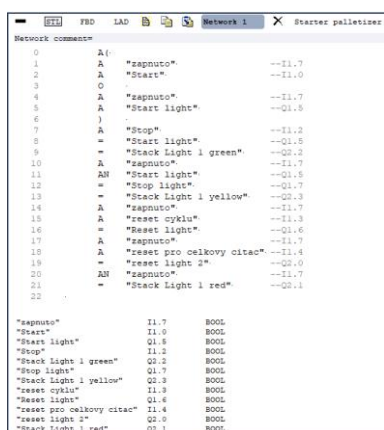 STL FBD LAD Network 1 Starter palletizer
Network comment=
0 A(
1 A "zapnuto" --I1.7
2 A "Start" --I1.0
3 O
4 A "zapnuto" --I1.7
5 A "Start light" --Q1.5
6 )
7 A "Stop" --I1.2
8 = "Start light" --Q1.5
9 = "Stack Light 1 green" --Q2.2
10 A "zapnuto" --I1.7
11 AN "Start light" --Q1.5
12 = "Stop light" --Q1.7
13 = "Stack Light 1 yellow" --Q2.3
14 A "zapnuto" --I1.7
15 A "reset cyklu" --I1.3
16 = "Reset light" --Q1.6
17 A "zapnuto" --I1.7
18 A "reset pro celkovy citac" --I1.4
19 = "reset light 2" --Q2.0
20 AN "zapnuto" --I1.7
21 = "Stack Light 1 red" --Q2.1
22
"zapnuto" I1.7 BOOL
"Start" I1.0 BOOL
"Start light" Q1.5 BOOL
"Stop" I1.2 BOOL
"Stack Light 1 green" Q2.2 BOOL
"Stop light" Q1.7 BOOL
"Stack Light 1 yellow" Q2.3 BOOL
"reset cyklu" I1.3 BOOL
"Reset light" Q1.6 BOOL
"reset pro celkovy citac" I1.4 BOOL
"reset light 2" Q2.0 BOOL
"Stack Light 1 red" Q2.1 BOOL